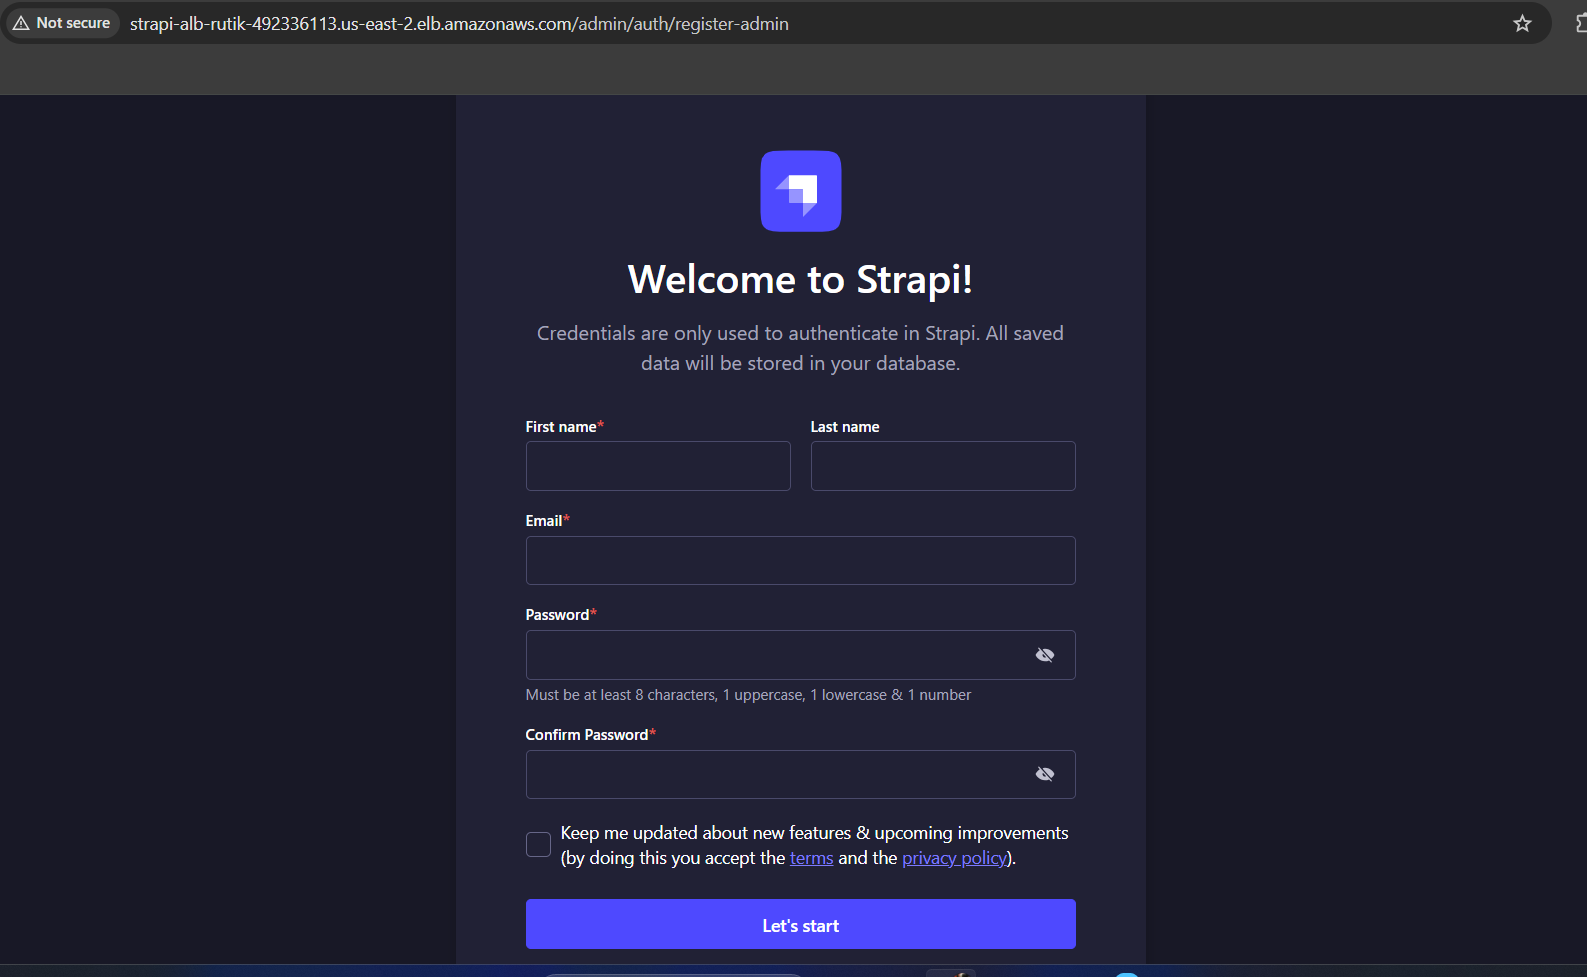 Not secure strapi-alb-rutik-492336113.us-east-2.elb.amazonaws.com/admin/auth/register-admin
Welcome to Strapi!
Credentials are only used to authenticate in Strapi. All saved
data will be stored in your database.
First name* Last name
Email*
Password*
Must be at least 8 characters, 1 uppercase, 1 lowercase & 1 number
Confirm Password*
Keep me updated about new features & upcoming improvements
(by doing this you accept the terms and the privacy policy).
Let's start